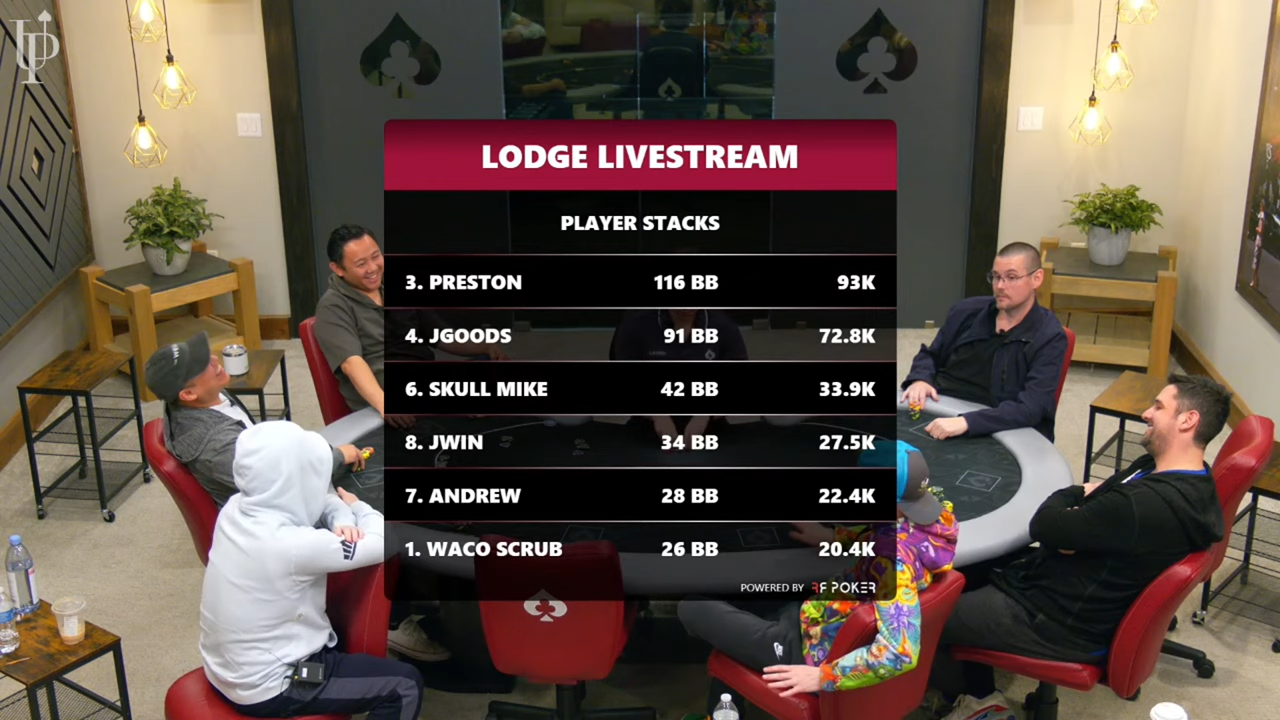 UP
LODGE LIVESTREAM
PLAYER STACKS
3. PRESTON 116 BB 93K
4. JGOODS 91 BB 72.8K
6. SKULL MIKE 42 BB 33.9K
8. JWIN 34 BB 27.5K
7. ANDREW 28 BB 22.4K
1. WACO SCRUB 26 BB 20.4K
POWERED BY RF POKER